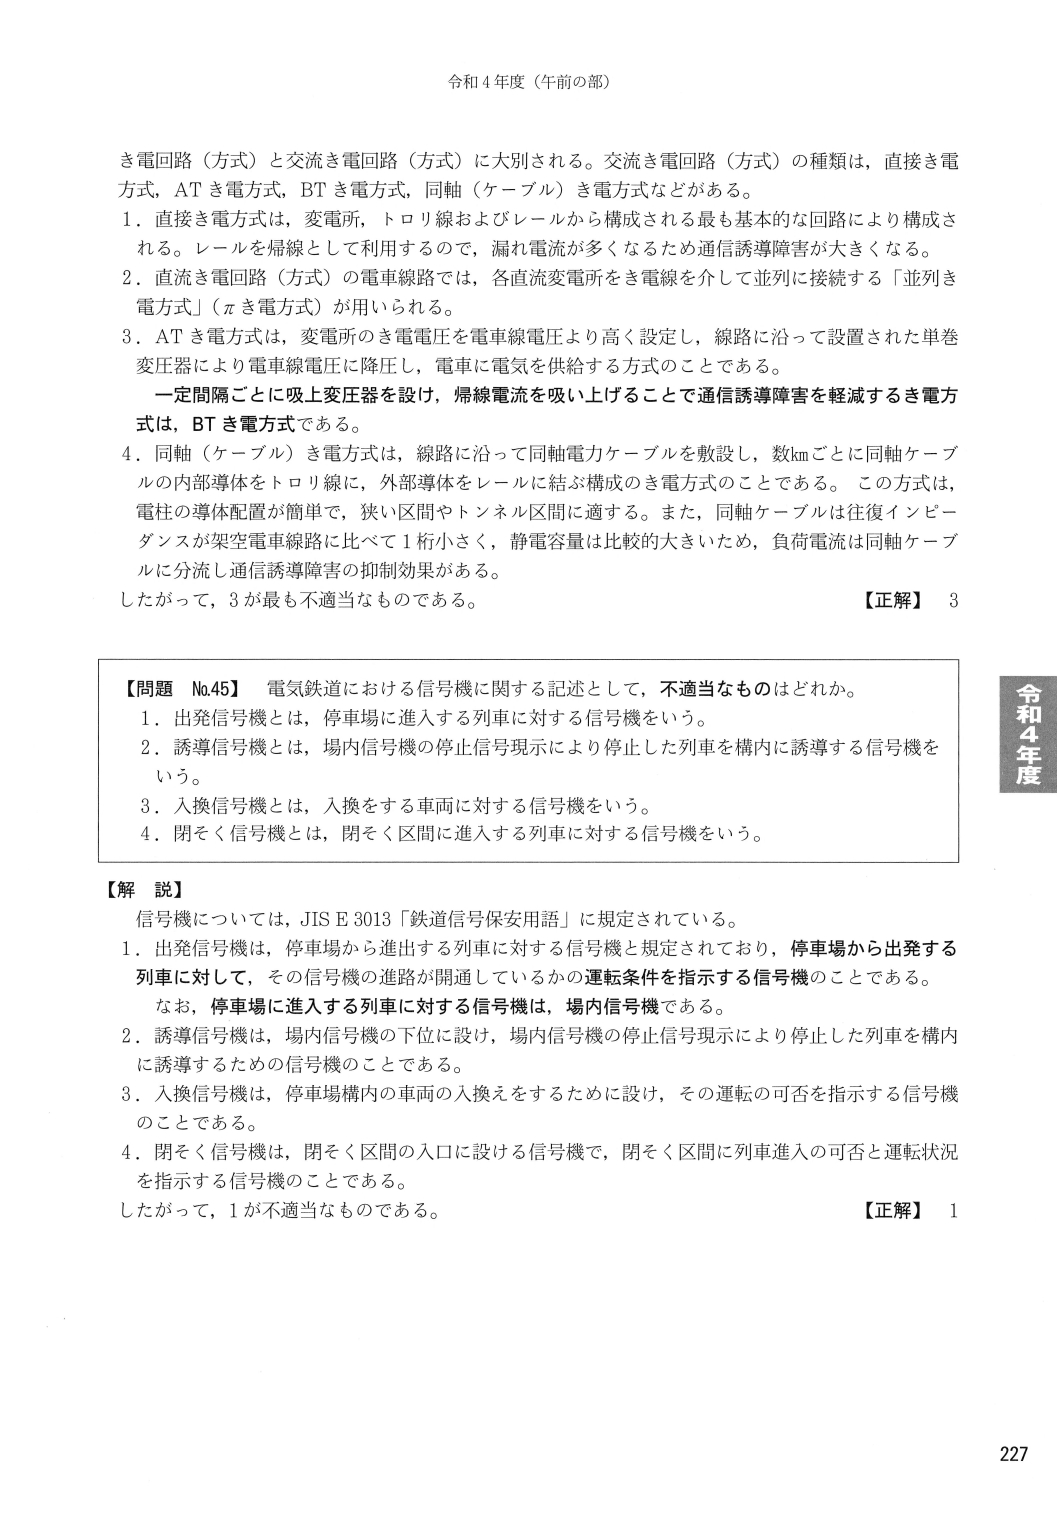 令和4年度（午前の部）
き電回路（方式）と交流き電回路（方式）に大別される。交流き電回路（方式）の種類は，直接き電
方式，ATき電方式，BTき電方式，同軸（ケーブル）き電方式などがある。
1．直接き電方式は，変電所，トロリ線およびレールから構成される最も基本的な回路により構成さ
れる。レールを帰線として利用するので，漏れ電流が多くなるため通信誘導障害が大きくなる。
2．直流き電回路（方式）の電車線路では，各直流変電所をき電線を介して並列に接続する「並列き
電方式」（πき電方式）が用いられる。
3．ATき電方式は，変電所のき電電圧を電車線電圧より高く設定し，線路に沿って設置された単巻
変圧器により電車線電圧に降圧し，電車に電気を供給する方式のことである。
一定間隔ごとに吸上変圧器を設け，帰線電流を吸い上げることで通信誘導障害を軽減するき電方
式は，BTき電方式である。
4．同軸（ケーブル）き電方式は，線路に沿って同軸電力ケーブルを敷設し，数kmごとに同軸ケーブ
ルの内部導体をトロリ線に，外部導体をレールに結ぶ構成のき電方式のことである。この方式は，
電柱の導体配置が簡単で，狭い区間やトンネル区間に適する。また，同軸ケーブルは往復インピー
ダンスが架空電車線路に比べて1桁小さく，静電容量は比較的大きいため，負荷電流は同軸ケーブ
ルに分流し通信誘導障害の抑制効果がある。
したがって，3が最も不適当なものである。 【正解】 3
【問題 №45】 電気鉄道における信号機に関する記述として，不適当なものはどれか。
1．出発信号機とは，停車場に進入する列車に対する信号機をいう。
2．誘導信号機とは，場内信号機の停止信号現示により停止した列車を構内に誘導する信号機を
いう。
3．入換信号機とは，入換をする車両に対する信号機をいう。
4．閉そく信号機とは，閉そく区間に進入する列車に対する信号機をいう。
令和4年度
【解 説】
信号機については，JIS E 3013「鉄道信号保安用語」に規定されている。
1．出発信号機は，停車場から進出する列車に対する信号機と規定されており，停車場から出発する
列車に対して，その信号機の進路が開通しているかの運転条件を指示する信号機のことである。
なお，停車場に進入する列車に対する信号機は，場内信号機である。
2．誘導信号機は，場内信号機の下位に設け，場内信号機の停止信号現示により停止した列車を構内
に誘導するための信号機のことである。
3．入換信号機は，停車場構内の車両の入換えをするために設け，その運転の可否を指示する信号機
のことである。
4．閉そく信号機は，閉そく区間の入口に設ける信号機で，閉そく区間に列車進入の可否と運転状況
を指示する信号機のことである。
したがって，1が不適当なものである。 【正解】 1
227